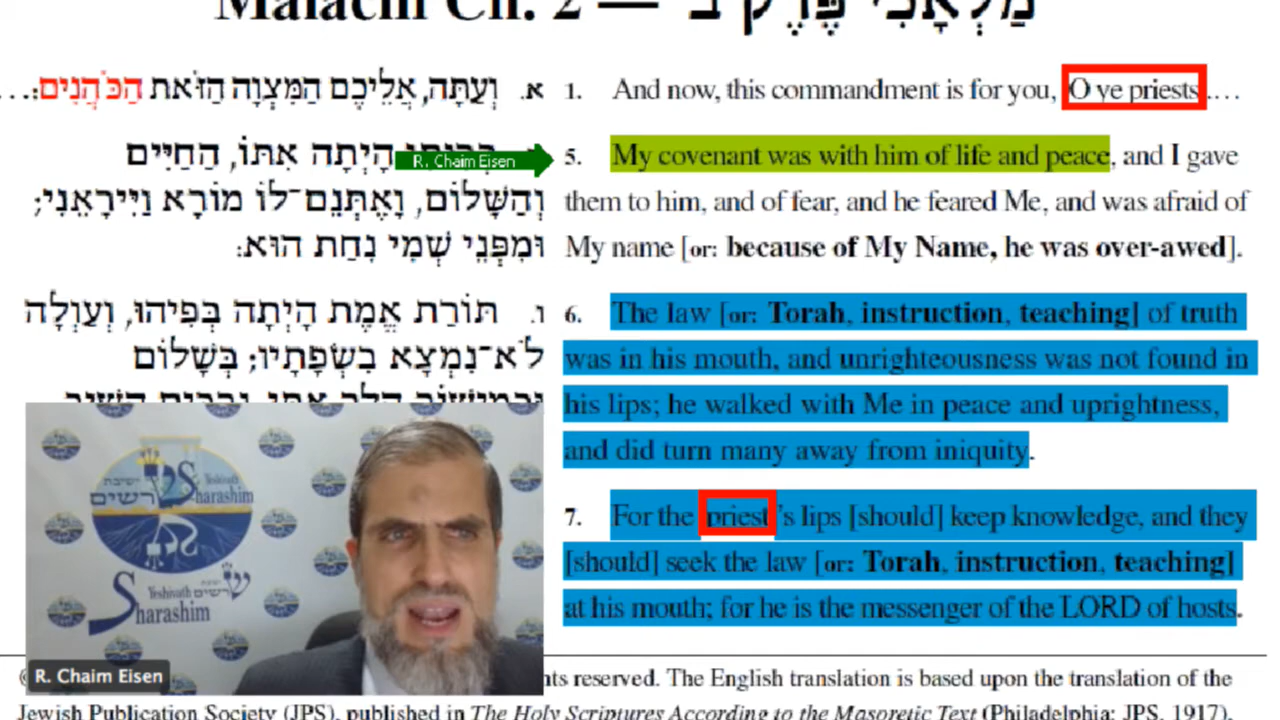 Malachi Ch. 2 — מַלְאָכִי פֶּרֶק ב
א. וְעַתָּה, אֲלֵיכֶם הַמִּצְוָה הַזֹּאת הַכֹּהֲנִים:...
1. And now, this commandment is for you, O ye priests....
הָיְתָה אִתּוֹ, הַחַיִּים
וְהַשָּׁלוֹם, וָאֶתְּנֵם־לוֹ מוֹרָא וַיִּירָאֵנִי;
וּמִפְּנֵי שְׁמִי נִחַת הוּא:
R. Chaim Eisen
5. My covenant was with him of life and peace, and I gave
them to him, and of fear, and he feared Me, and was afraid of
My name [or: because of My Name, he was over-awed].
ו. תּוֹרַת אֱמֶת הָיְתָה בְּפִיהוּ, וְעַוְלָה
לֹא־נִמְצָא בִשְׂפָתָיו; בְּשָׁלוֹם
6. The law [or: Torah, instruction, teaching] of truth
was in his mouth, and unrighteousness was not found in
his lips; he walked with Me in peace and uprightness,
and did turn many away from iniquity.
7. For the priest's lips [should] keep knowledge, and they
[should] seek the law [or: Torah, instruction, teaching]
at his mouth; for he is the messenger of the LORD of hosts.
ישיבת שרשים
Yeshivath Sharashim
Yeshivath ישיבת שרשים
Sharashim
R. Chaim Eisen
hts reserved. The English translation is based upon the translation of the
Jewish Publication Society (JPS), published in The Holy Scriptures According to the Masoretic Text (Philadelphia: JPS, 1917),